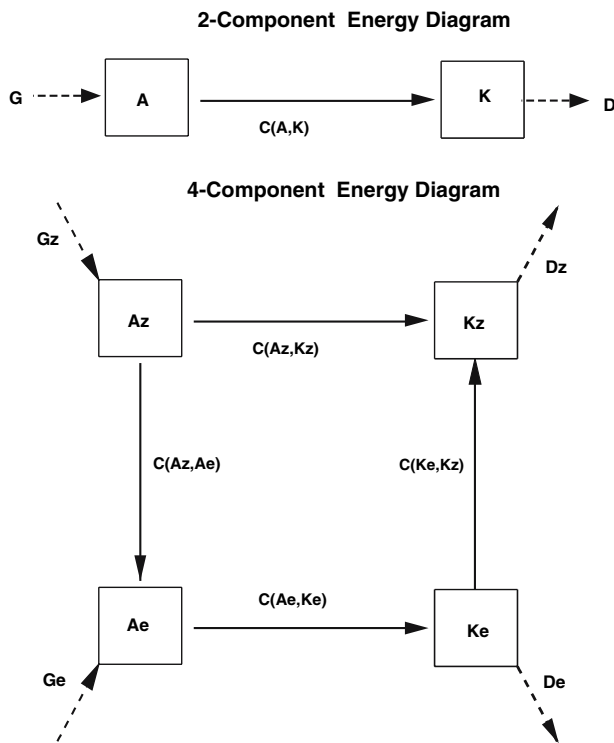 2-Component Energy Diagram
G
A
K
D
C(A,K)
4-Component Energy Diagram
Gz
Dz
Az
Kz
C(Az,Kz)
C(Az,Ae)
C(Ke,Kz)
C(Ae,Ke)
Ae
Ke
Ge
De